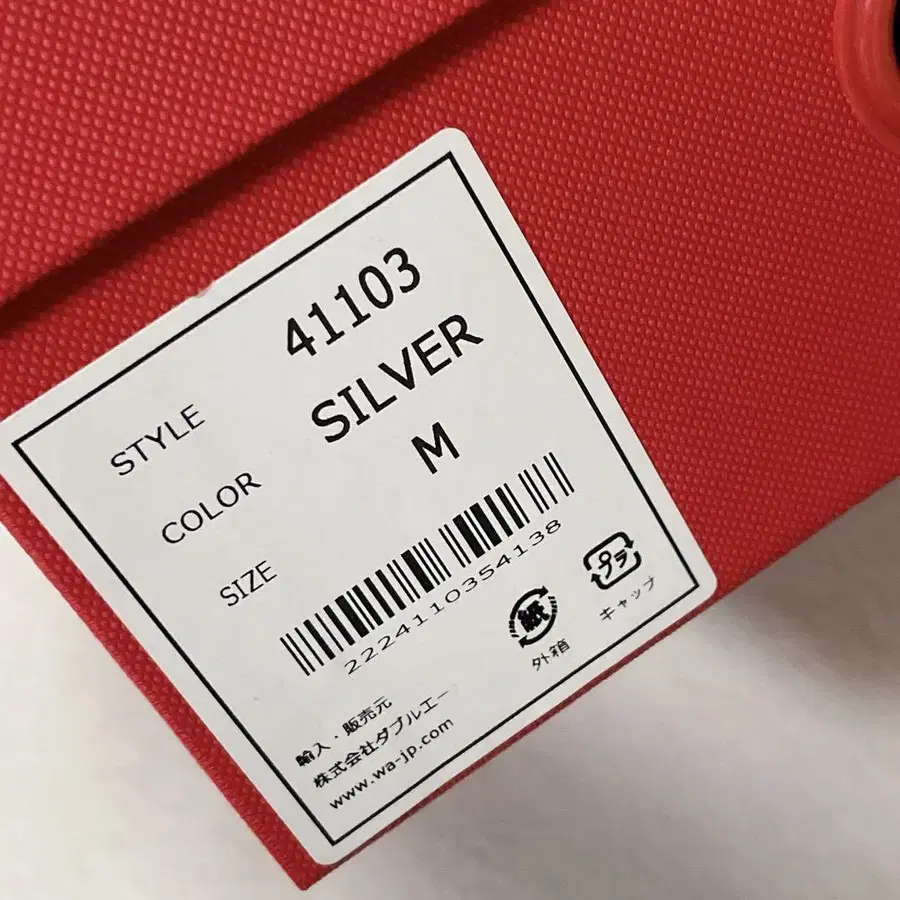 STYLE 41103
COLOR SILVER
SIZE M
2224110354138
紙
外箱
プラ
キャップ
輸入・販売元
株式会社ダブルエー
www.wa-jp.com